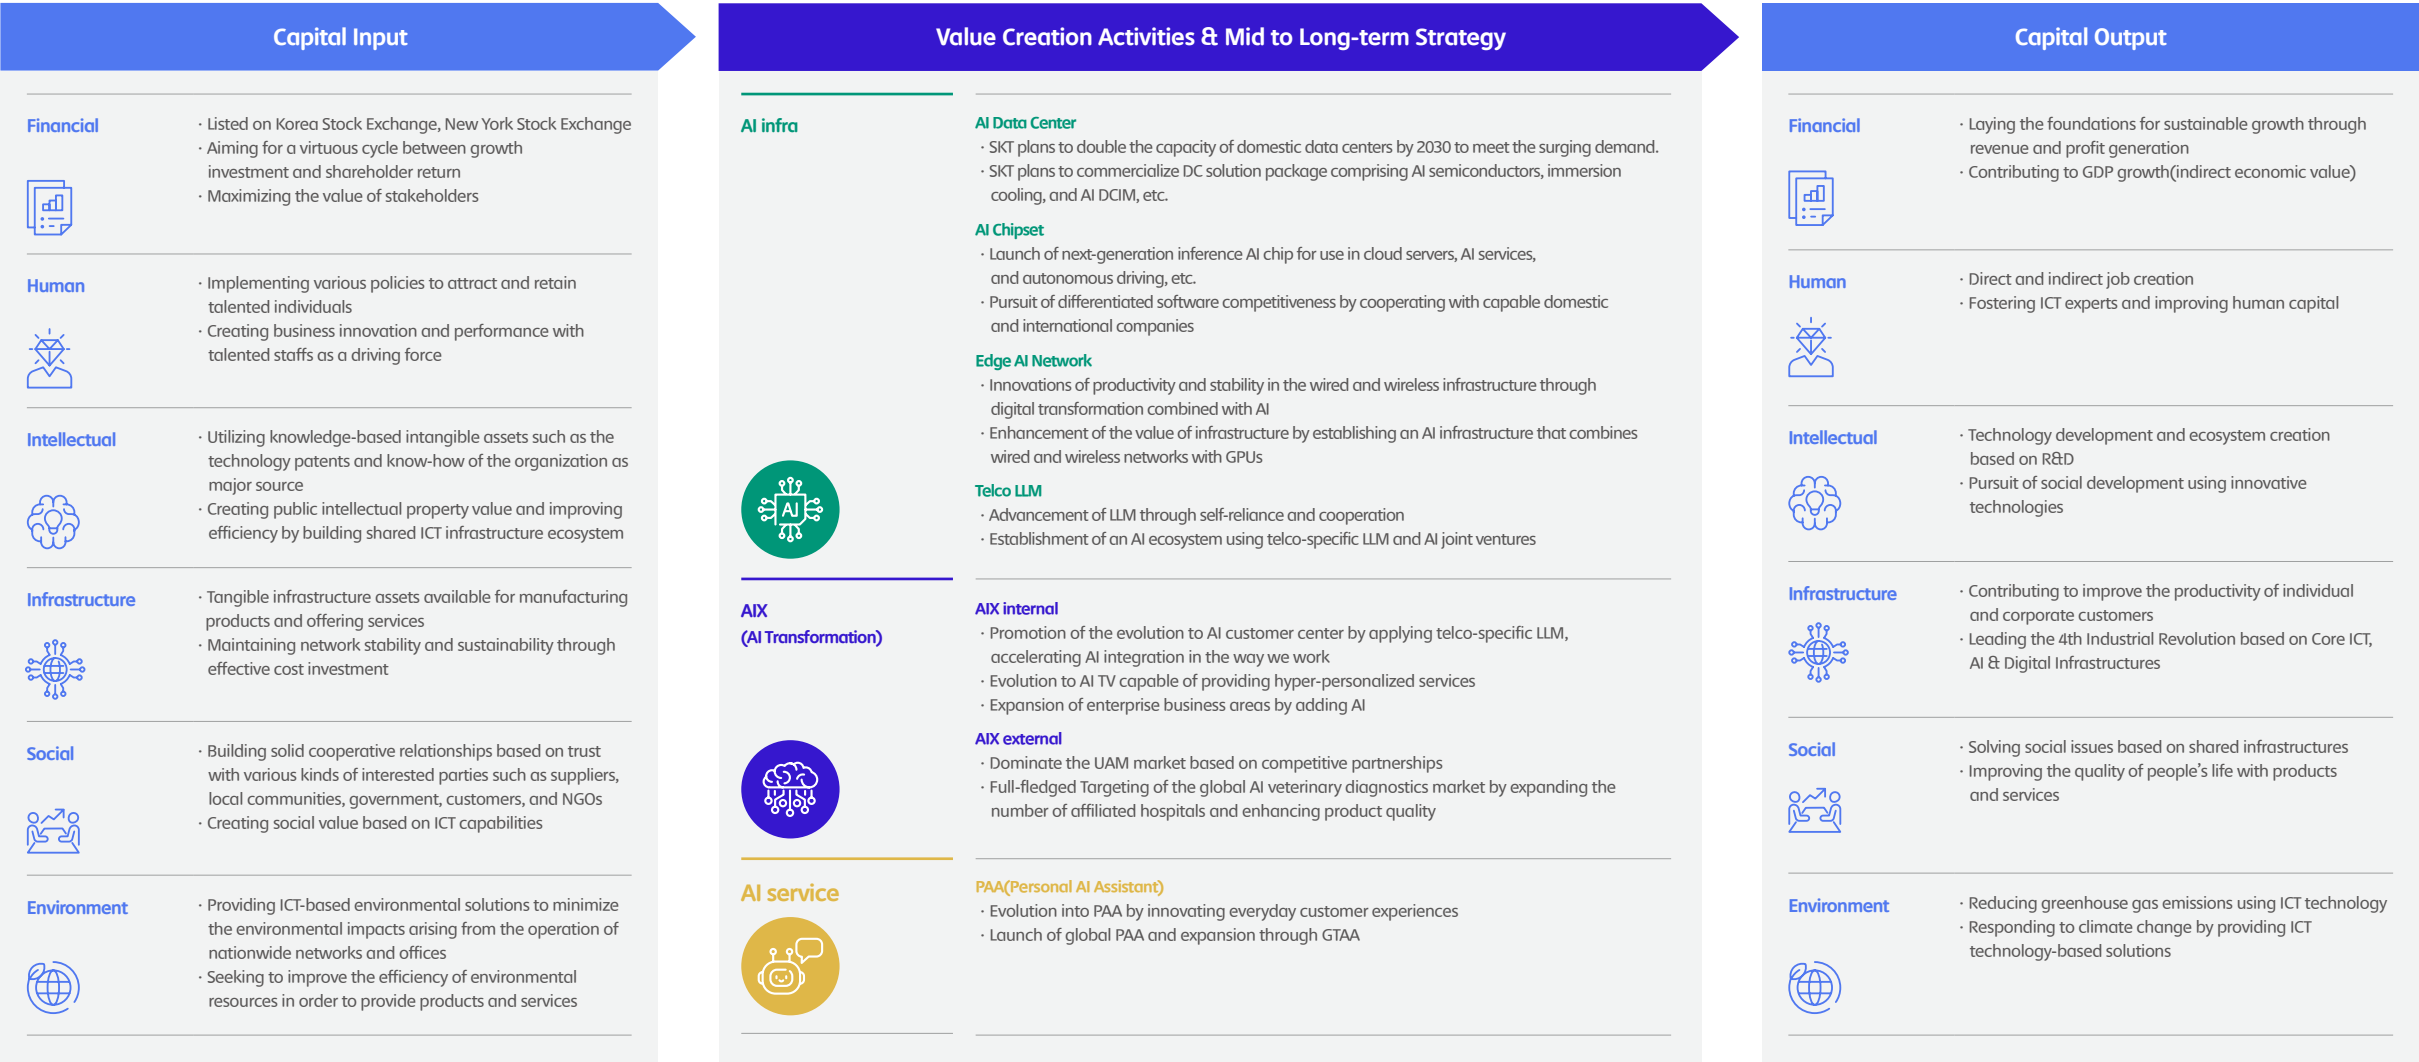 Capital Input
Financial
· Listed on Korea Stock Exchange, New York Stock Exchange
· Aiming for a virtuous cycle between growth
investment and shareholder return
· Maximizing the value of stakeholders
Human
· Implementing various policies to attract and retain
talented individuals
· Creating business innovation and performance with
talented staffs as a driving force
Intellectual
· Utilizing knowledge-based intangible assets such as the
technology patents and know-how of the organization as
major source
· Creating public intellectual property value and improving
efficiency by building shared ICT infrastructure ecosystem
Infrastructure
· Tangible infrastructure assets available for manufacturing
products and offering services
· Maintaining network stability and sustainability through
effective cost investment
Social
· Building solid cooperative relationships based on trust
with various kinds of interested parties such as suppliers,
local communities, government, customers, and NGOs
· Creating social value based on ICT capabilities
Environment
· Providing ICT-based environmental solutions to minimize
the environmental impacts arising from the operation of
nationwide networks and offices
· Seeking to improve the efficiency of environmental
resources in order to provide products and services
Value Creation Activities & Mid to Long-term Strategy
AI infra
AI Data Center
· SKT plans to double the capacity of domestic data centers by 2030 to meet the surging demand.
· SKT plans to commercialize DC solution package comprising AI semiconductors, immersion
cooling, and AI DCIM, etc.
AI Chipset
· Launch of next-generation inference AI chip for use in cloud servers, AI services,
and autonomous driving, etc.
· Pursuit of differentiated software competitiveness by cooperating with capable domestic
and international companies
Edge AI Network
· Innovations of productivity and stability in the wired and wireless infrastructure through
digital transformation combined with AI
· Enhancement of the value of infrastructure by establishing an AI infrastructure that combines
wired and wireless networks with GPUs
Telco LLM
· Advancement of LLM through self-reliance and cooperation
· Establishment of an AI ecosystem using telco-specific LLM and AI joint ventures
AI
AIX
(AI Transformation)
AIX internal
· Promotion of the evolution to AI customer center by applying telco-specific LLM,
accelerating AI integration in the way we work
· Evolution to AI TV capable of providing hyper-personalized services
· Expansion of enterprise business areas by adding AI
AIX external
· Dominate the UAM market based on competitive partnerships
· Full-fledged Targeting of the global AI veterinary diagnostics market by expanding the
number of affiliated hospitals and enhancing product quality
AI service
PAA(Personal AI Assistant)
· Evolution into PAA by innovating everyday customer experiences
· Launch of global PAA and expansion through GTAA
Capital Output
Financial
· Laying the foundations for sustainable growth through
revenue and profit generation
· Contributing to GDP growth(indirect economic value)
Human
· Direct and indirect job creation
· Fostering ICT experts and improving human capital
Intellectual
· Technology development and ecosystem creation
based on R&D
· Pursuit of social development using innovative
technologies
Infrastructure
· Contributing to improve the productivity of individual
and corporate customers
· Leading the 4th Industrial Revolution based on Core ICT,
AI & Digital Infrastructures
Social
· Solving social issues based on shared infrastructures
· Improving the quality of people's life with products
and services
Environment
· Reducing greenhouse gas emissions using ICT technology
· Responding to climate change by providing ICT
technology-based solutions